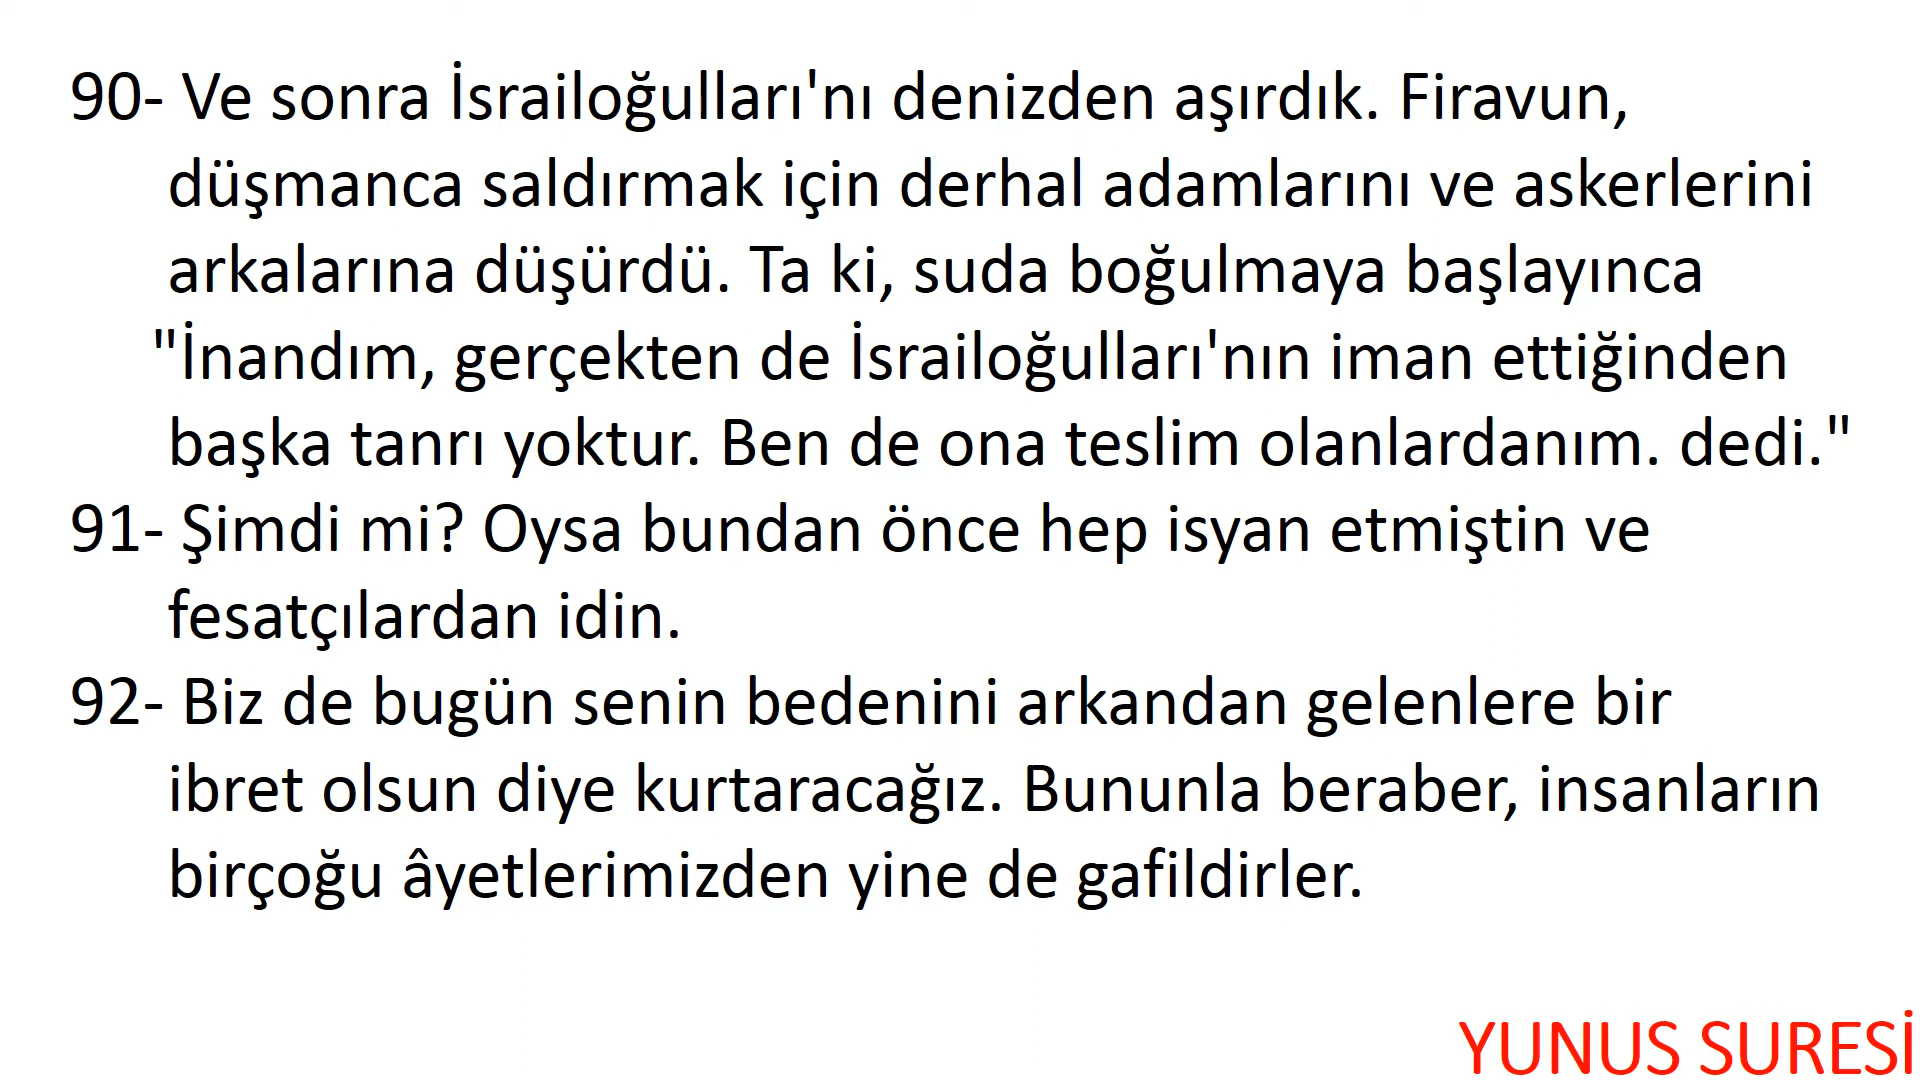 90- Ve sonra İsrailoğulları'nı denizden aşırdık. Firavun,
düşmanca saldırmak için derhal adamlarını ve askerlerini
arkalarına düşürdü. Ta ki, suda boğulmaya başlayınca
"İnandım, gerçekten de İsrailoğulları'nın iman ettiğinden
başka tanrı yoktur. Ben de ona teslim olanlardanım. dedi."
91- Şimdi mi? Oysa bundan önce hep isyan etmiştin ve
fesatçılardan idin.
92- Biz de bugün senin bedenini arkandan gelenlere bir
ibret olsun diye kurtaracağız. Bununla beraber, insanların
birçoğu âyetlerimizden yine de gafildirler.
YUNUS SURESİ